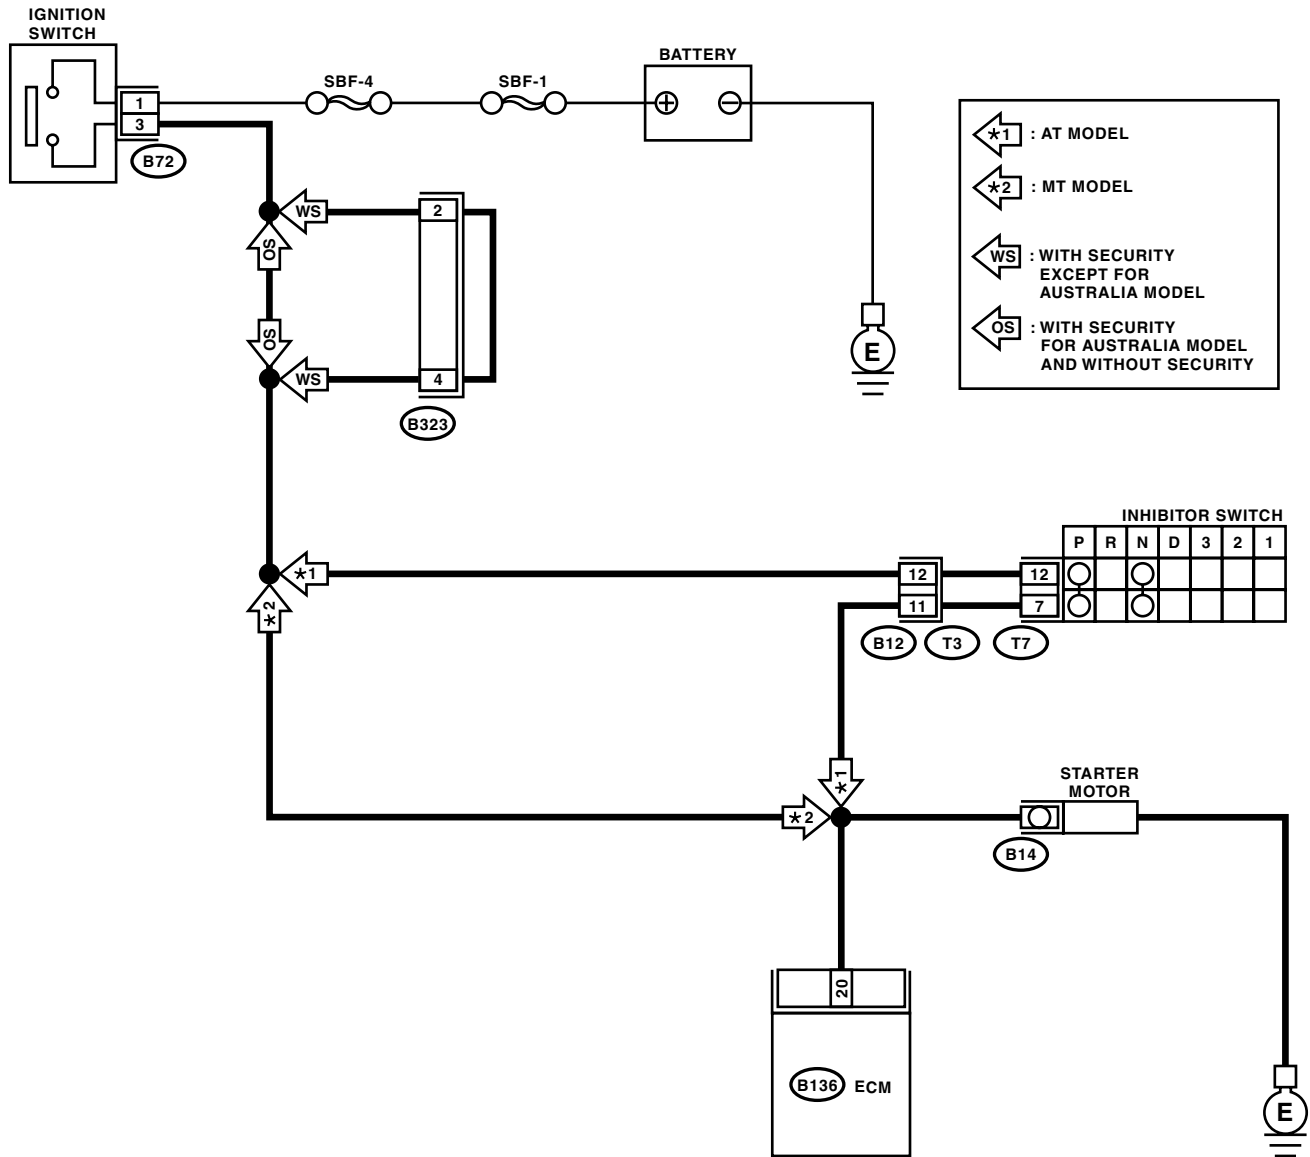 IGNITION
SWITCH
BATTERY
SBF-4
SBF-1
1
3
B72
*1 : AT MODEL
*2 : MT MODEL
WS : WITH SECURITY
EXCEPT FOR
AUSTRALIA MODEL
OS : WITH SECURITY
FOR AUSTRALIA MODEL
AND WITHOUT SECURITY
WS
2
OS
OS
WS
4
B323
E
INHIBITOR SWITCH
P R N D 3 2 1
*1
12
12
*2
11
7
B12
T3
T7
*1
STARTER
MOTOR
*2
B14
20
B136 ECM
E